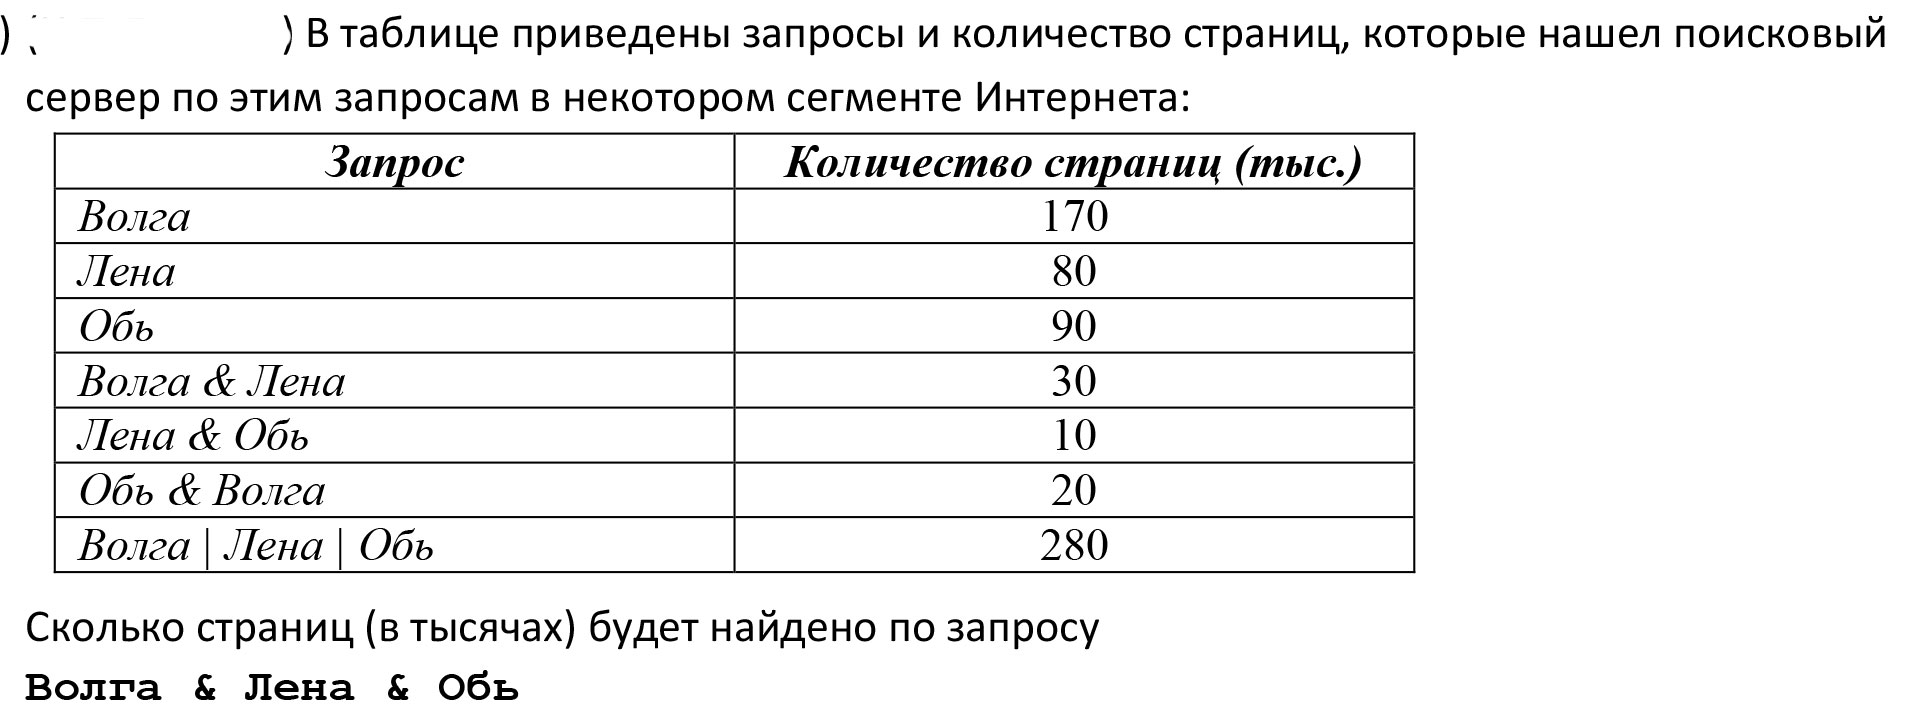 ) ( ) В таблице приведены запросы и количество страниц, которые нашел поисковый
сервер по этим запросам в некотором сегменте Интернета:
Запрос Количество страниц (тыс.)
Волга 170
Лена 80
Обь 90
Волга & Лена 30
Лена & Обь 10
Обь & Волга 20
Волга | Лена | Обь 280
Сколько страниц (в тысячах) будет найдено по запросу
Волга & Лена & Обь